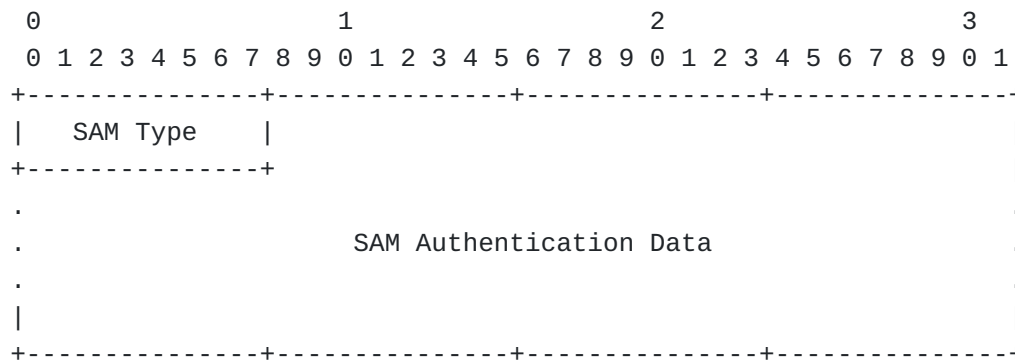 0                   1                   2                   3
0 1 2 3 4 5 6 7 8 9 0 1 2 3 4 5 6 7 8 9 0 1 2 3 4 5 6 7 8 9 0 1
+---------------+---------------+---------------+---------------+
|   SAM Type    |
+---------------+
.                                                               .
.                     SAM Authentication Data                   .
.                                                               .
|
+---------------+---------------+---------------+---------------+